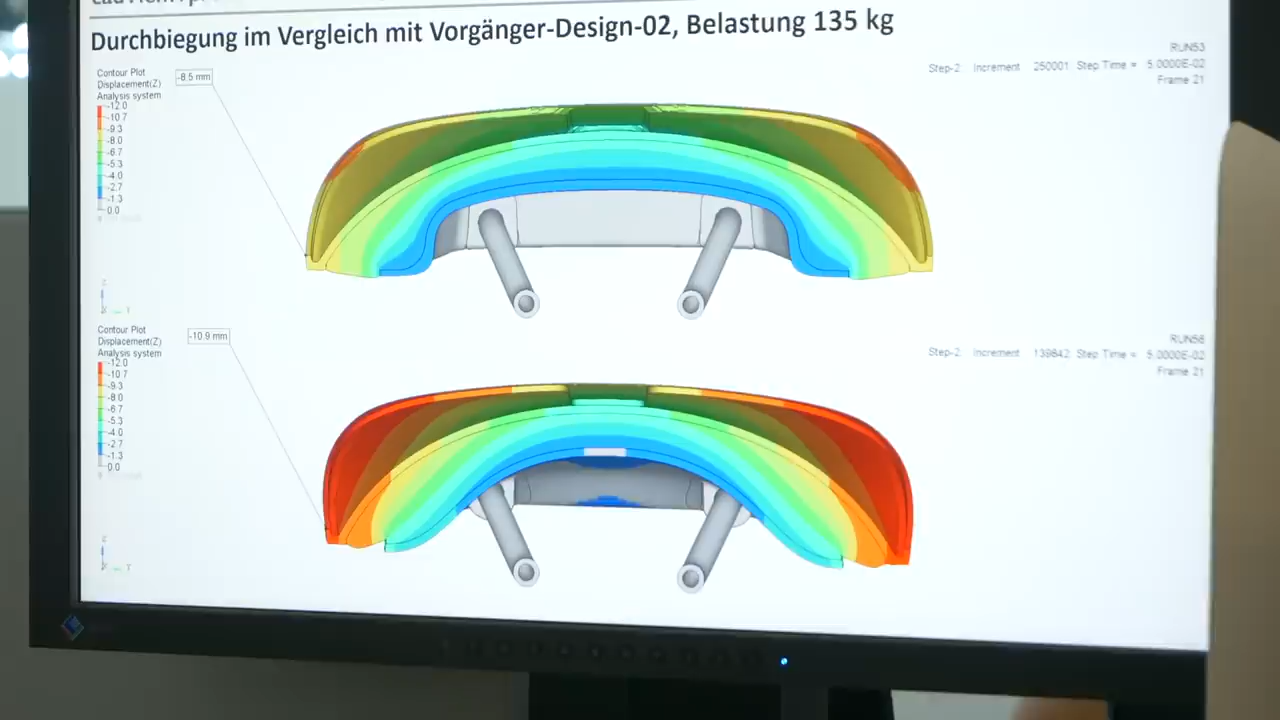 Durchbiegung im Vergleich mit Vorgänger-Design-02, Belastung 135 kg
RUN53
Step-2: Increment 250001 Step Time = 5.0000E-02
Frame 21
Contour Plot
Displacement(Z)
Analysis system
-8.5 mm
-12.0
-10.7
-9.3
-8.0
-6.7
-5.3
-4.0
-2.7
-1.3
0.0
Z
X Y
RUN56
Step-2: Increment 139842 Step Time = 5.0000E-02
Frame 21
Contour Plot
Displacement(Z)
Analysis system
-10.9 mm
-12.0
-10.7
-9.3
-8.0
-6.7
-5.3
-4.0
-2.7
-1.3
0.0
Z
X Y